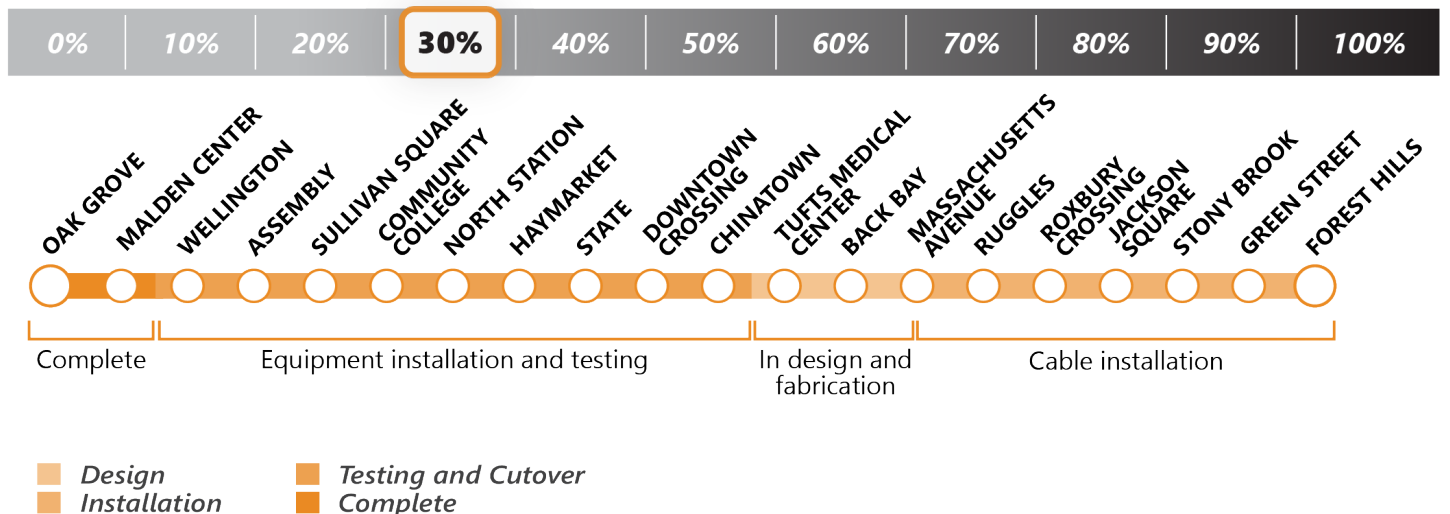 0% 10% 20% 30% 40% 50% 60% 70% 80% 90% 100%
OAK GROVE
MALDEN CENTER
WELLINGTON
ASSEMBLY
SULLIVAN SQUARE
COMMUNITY
COLLEGE
NORTH STATION
HAYMARKET
STATE
DOWNTOWN
CROSSING
CHINATOWN
TUFTS MEDICAL
CENTER
BACK BAY
MASSACHUSETTS
AVENUE
RUGGLES
ROXBURY
CROSSING
JACKSON
SQUARE
STONY BROOK
GREEN STREET
FOREST HILLS
Complete
Equipment installation and testing
In design and
fabrication
Cable installation
Design
Installation
Testing and Cutover
Complete